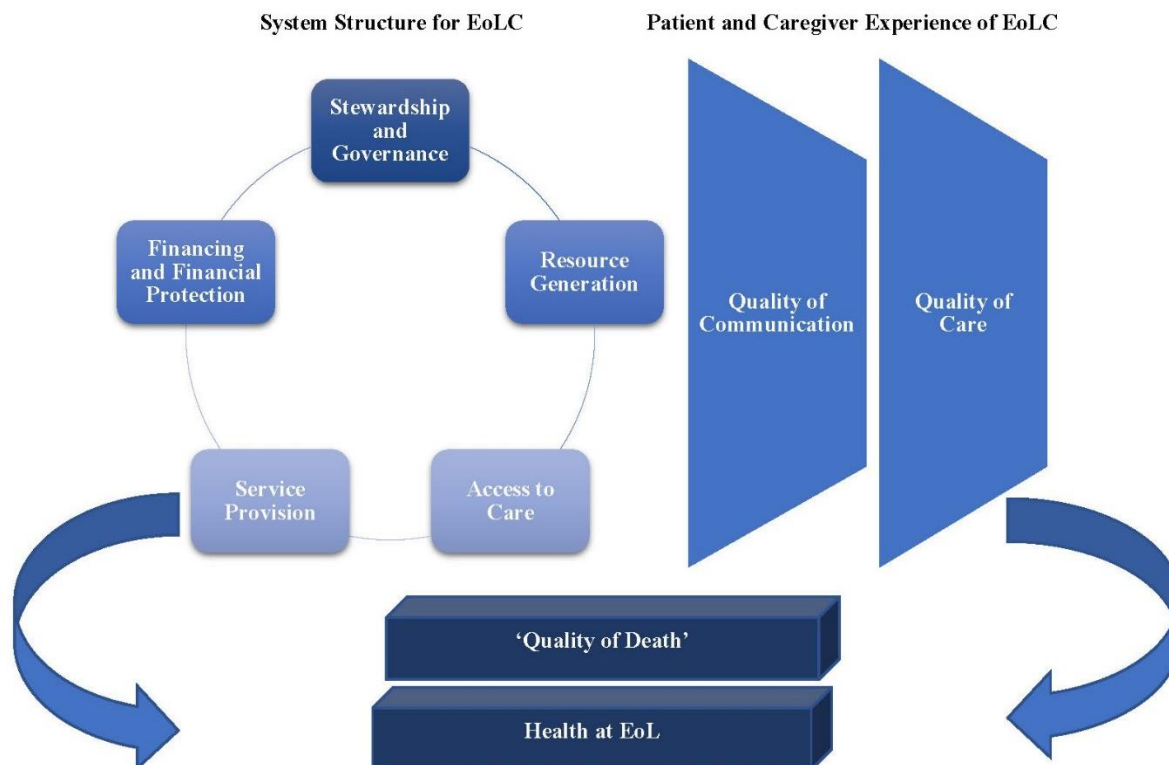 System Structure for EoLC
Patient and Caregiver Experience of EoLC
Stewardship
and
Governance
Financing
and Financial
Protection
Resource
Generation
Service
Provision
Access to
Care
Quality of
Communication
Quality of
Care
‘Quality of Death’
Health at EoL